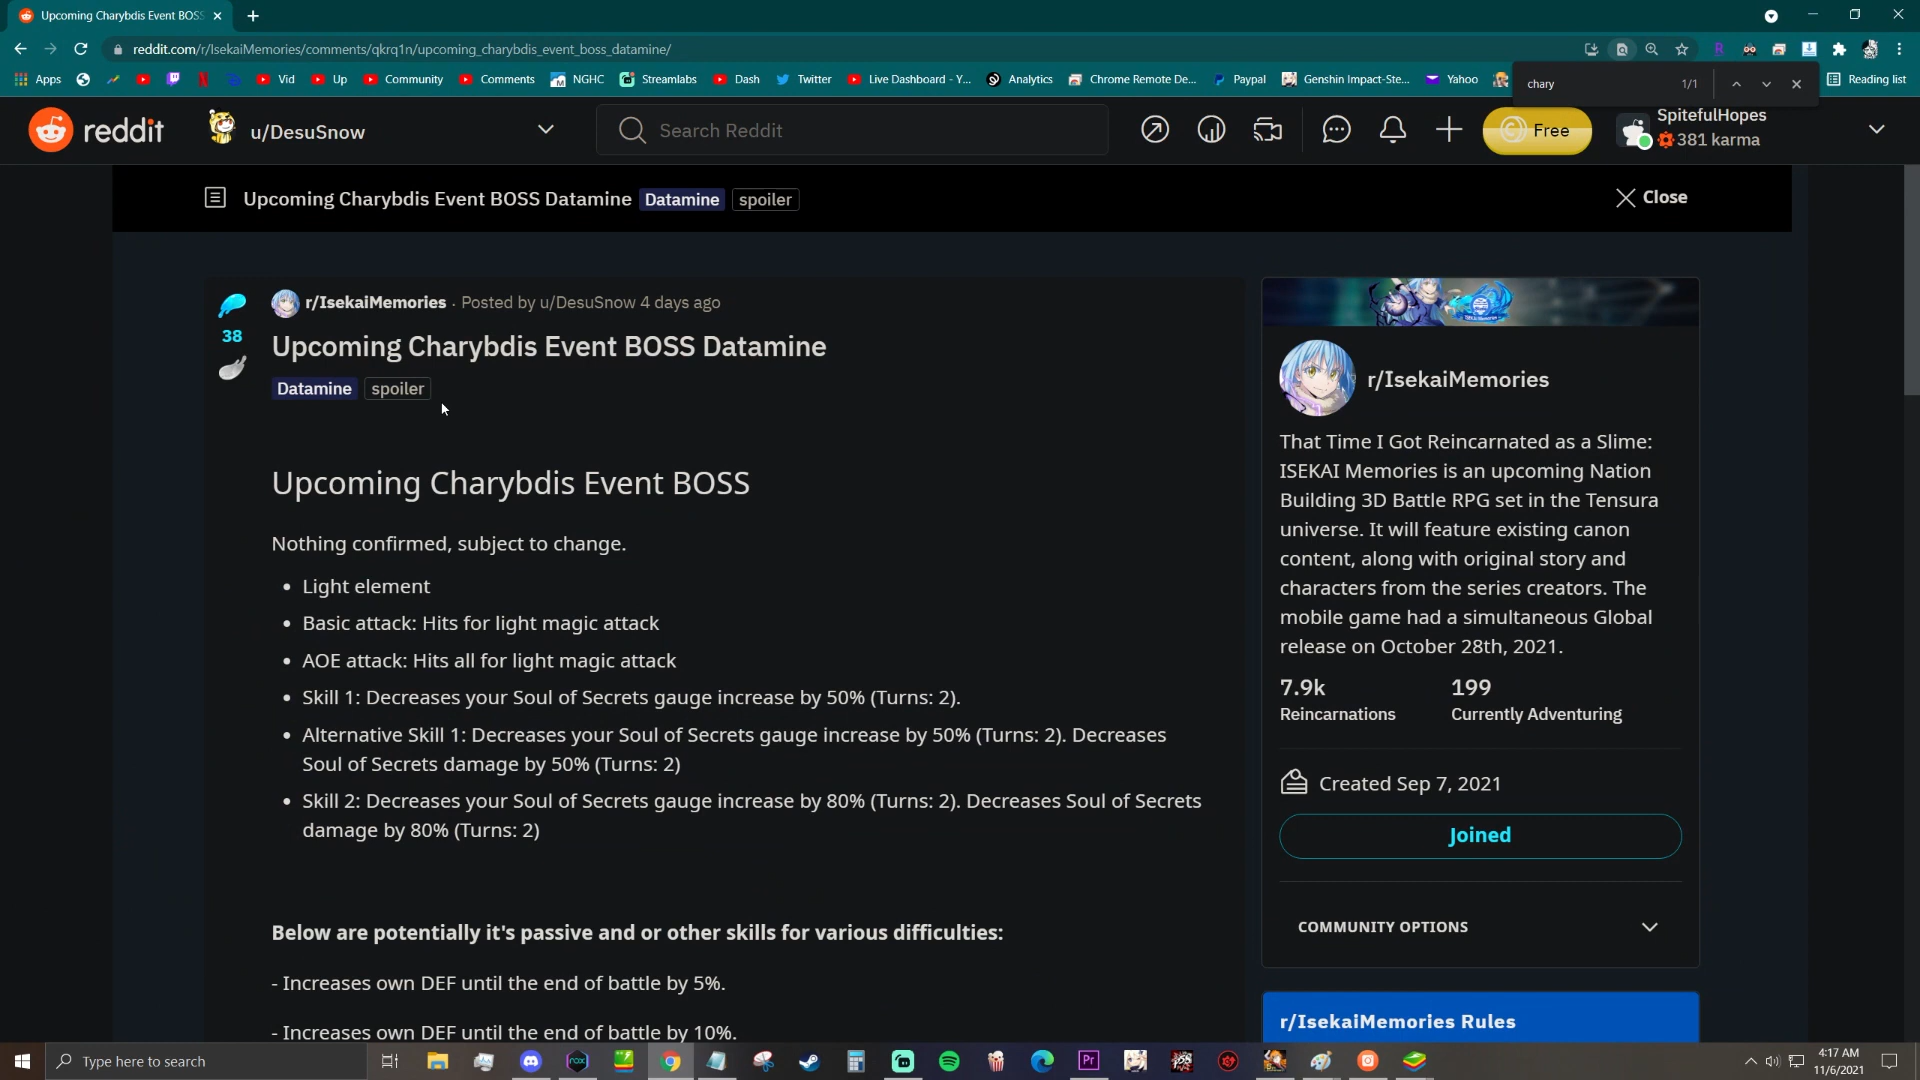 Upcoming Charybdis Event BOSS
reddit.com/r/IsekaiMemories/comments/qkrq1n/upcoming_charybdis_event_boss_datamine/
Apps
Vid
Up
Community
Comments
NGHC
Streamlabs
Dash
Twitter
Live Dashboard - Y...
Analytics
Chrome Remote De...
Paypal
Genshin Impact-Ste...
Yahoo
chary 1/1
Reading list
reddit
u/DesuSnow
Search Reddit
Free
SpitefulHopes
381 karma
Upcoming Charybdis Event BOSS Datamine Datamine spoiler
Close
r/IsekaiMemories · Posted by u/DesuSnow 4 days ago
38
Upcoming Charybdis Event BOSS Datamine
Datamine spoiler
Upcoming Charybdis Event BOSS
Nothing confirmed, subject to change.
• Light element
• Basic attack: Hits for light magic attack
• AOE attack: Hits all for light magic attack
• Skill 1: Decreases your Soul of Secrets gauge increase by 50% (Turns: 2).
• Alternative Skill 1: Decreases your Soul of Secrets gauge increase by 50% (Turns: 2). Decreases
Soul of Secrets damage by 50% (Turns: 2)
• Skill 2: Decreases your Soul of Secrets gauge increase by 80% (Turns: 2). Decreases Soul of Secrets
damage by 80% (Turns: 2)
Below are potentially it's passive and or other skills for various difficulties:
- Increases own DEF until the end of battle by 5%.
- Increases own DEF until the end of battle by 10%.
r/IsekaiMemories
That Time I Got Reincarnated as a Slime:
ISEKAI Memories is an upcoming Nation
Building 3D Battle RPG set in the Tensura
universe. It will feature existing canon
content, along with original story and
characters from the series creators. The
mobile game had a simultaneous Global
release on October 28th, 2021.
7.9k 199
Reincarnations Currently Adventuring
Created Sep 7, 2021
Joined
COMMUNITY OPTIONS
r/IsekaiMemories Rules
Type here to search
Pr
4:17 AM
11/6/2021